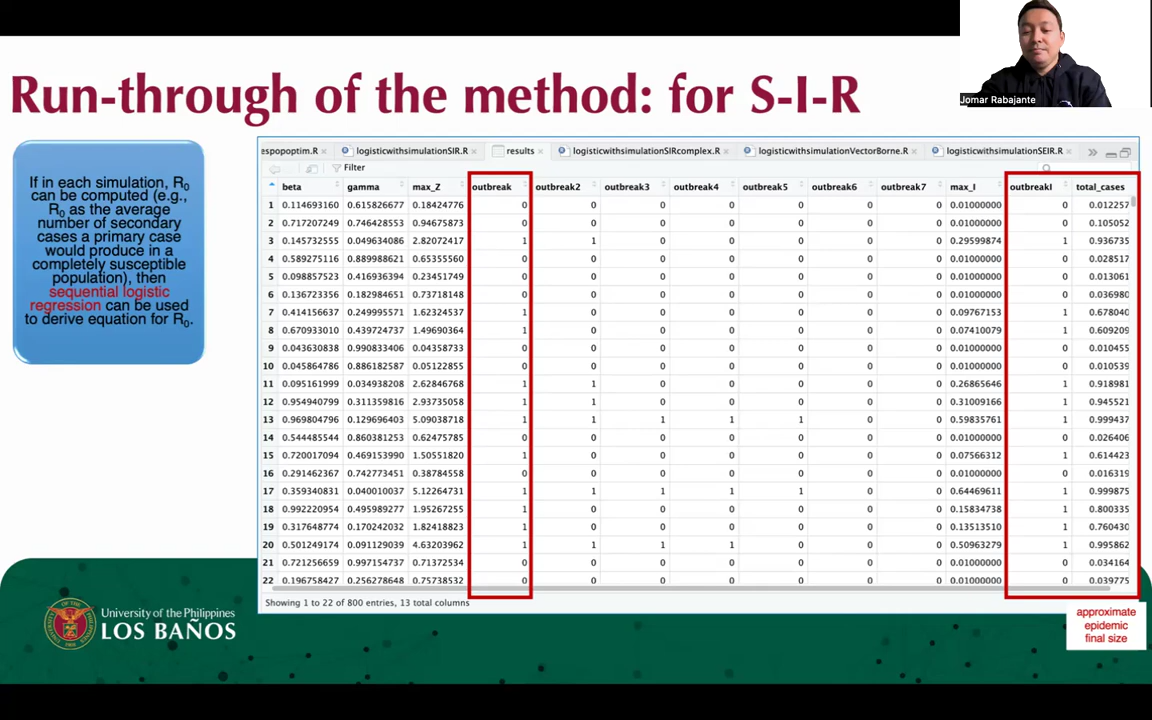 Run-through of the method: for S-I-R
Jomar Rabajante
If in each simulation, R0
can be computed (e.g.,
R0 as the average
number of secondary
cases a primary case
would produce in a
completely susceptible
population), then
sequential logistic
regression can be used
to derive equation for R0.
espopoptim.R logisticwithsimulationSIR.R results logisticwithsimulationSIRcomplex.R logisticwithsimulationVectorBorne.R logisticwithsimulationSEIR.R
Filter
beta gamma max_Z outbreak outbreak2 outbreak3 outbreak4 outbreak5 outbreak6 outbreak7 max_I outbreakI total_cases
1 0.114693160 0.615826677 0.18424776 0 0 0 0 0 0 0 0.01000000 0 0.012257
2 0.717207249 0.746428553 0.94675873 0 0 0 0 0 0 0 0.01000000 0 0.105052
3 0.145732555 0.049634086 2.82072417 1 1 0 0 0 0 0 0.29599874 1 0.936735
4 0.589275116 0.889988621 0.65355560 0 0 0 0 0 0 0 0.01000000 0 0.028517
5 0.098857523 0.416936394 0.23451749 0 0 0 0 0 0 0 0.01000000 0 0.013061
6 0.136723356 0.182984651 0.73718148 0 0 0 0 0 0 0 0.01000000 0 0.036980
7 0.414156637 0.249995571 1.62324537 1 0 0 0 0 0 0 0.09767153 1 0.678040
8 0.670933010 0.439724737 1.49690364 1 0 0 0 0 0 0 0.07410079 1 0.609209
9 0.043630838 0.990833406 0.04358733 0 0 0 0 0 0 0 0.01000000 0 0.010455
10 0.045864786 0.886182587 0.05122855 0 0 0 0 0 0 0 0.01000000 0 0.010539
11 0.095161999 0.034938208 2.62846768 1 1 0 0 0 0 0 0.26865646 1 0.918981
12 0.954940799 0.311359816 2.93735058 1 1 0 0 0 0 0 0.31009166 1 0.945521
13 0.969804796 0.129696403 5.09038718 1 1 1 1 1 0 0 0.59835761 1 0.999437
14 0.544485544 0.860381253 0.62475785 0 0 0 0 0 0 0 0.01000000 0 0.026406
15 0.720017094 0.469153990 1.50551820 1 0 0 0 0 0 0 0.07566312 1 0.614423
16 0.291462367 0.742773451 0.38784558 0 0 0 0 0 0 0 0.01000000 0 0.016319
17 0.359340831 0.040010037 5.12264731 1 1 1 1 1 0 0 0.64469611 1 0.999875
18 0.992220954 0.495989277 1.95267255 1 0 0 0 0 0 0 0.15834738 1 0.800335
19 0.317648774 0.170242032 1.82418823 1 0 0 0 0 0 0 0.13513510 1 0.760430
20 0.501249174 0.091129039 4.63203962 1 1 1 1 0 0 0 0.50963279 1 0.995862
21 0.721256659 0.997154737 0.71372534 0 0 0 0 0 0 0 0.01000000 0 0.034164
22 0.196758427 0.256278648 0.75738532 0 0 0 0 0 0 0 0.01000000 0 0.039775
Showing 1 to 22 of 800 entries, 13 total columns
approximate
epidemic
final size
University of the Philippines
LOS BAÑOS